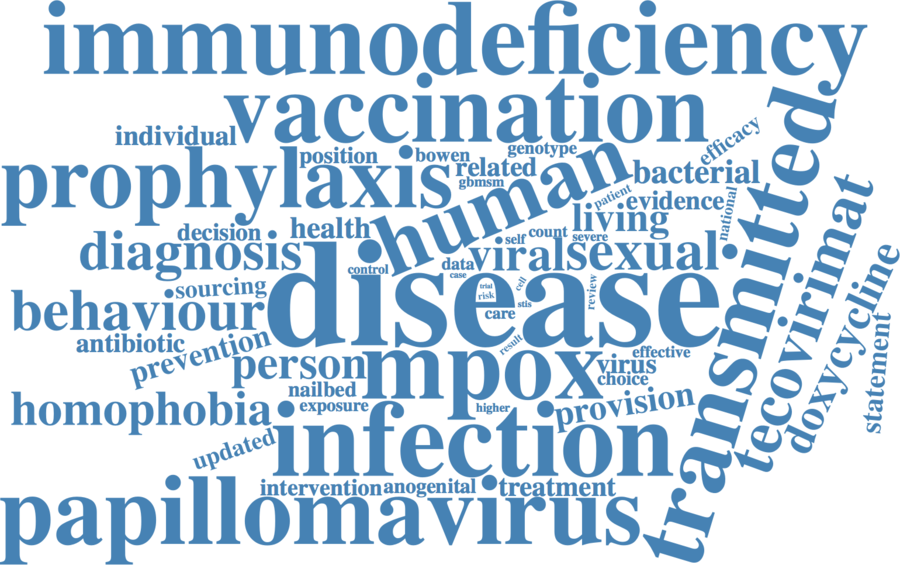 immunodeficiency
vaccination
individual
prophylaxis
position
bowen
genotype
efficacy
related
gbmsm
human
bacterial
transmitted
patient
evidence
national
living
decision
health
self
count
severe
diagnosis
control
data
viral
sexual
case
disease
trial
risk
cell
stis
review
care
result
sourcing
behaviour
antibiotic
prevention
person
mpox
virus
effective
choice
nailbed
exposure
higher
provision
homophobia
updated
infection
tecovirimat
doxycycline
statement
intervention
anogenital
treatment
papillomavirus